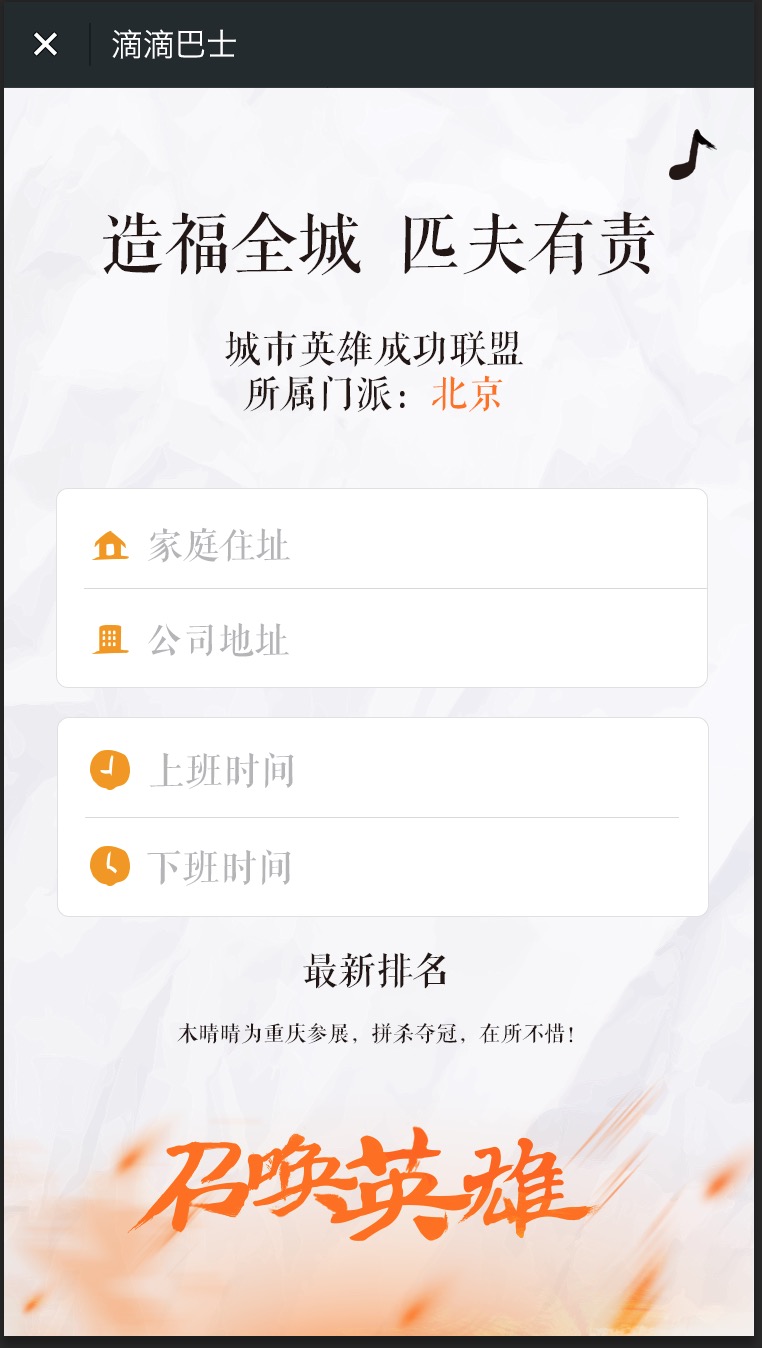 滴滴巴士
造福全城 匹夫有责
城市英雄成功联盟
所属门派：北京
家庭住址
公司地址
上班时间
下班时间
最新排名
木晴晴为重庆参展，拼杀夺冠，在所不惜！
召唤英雄